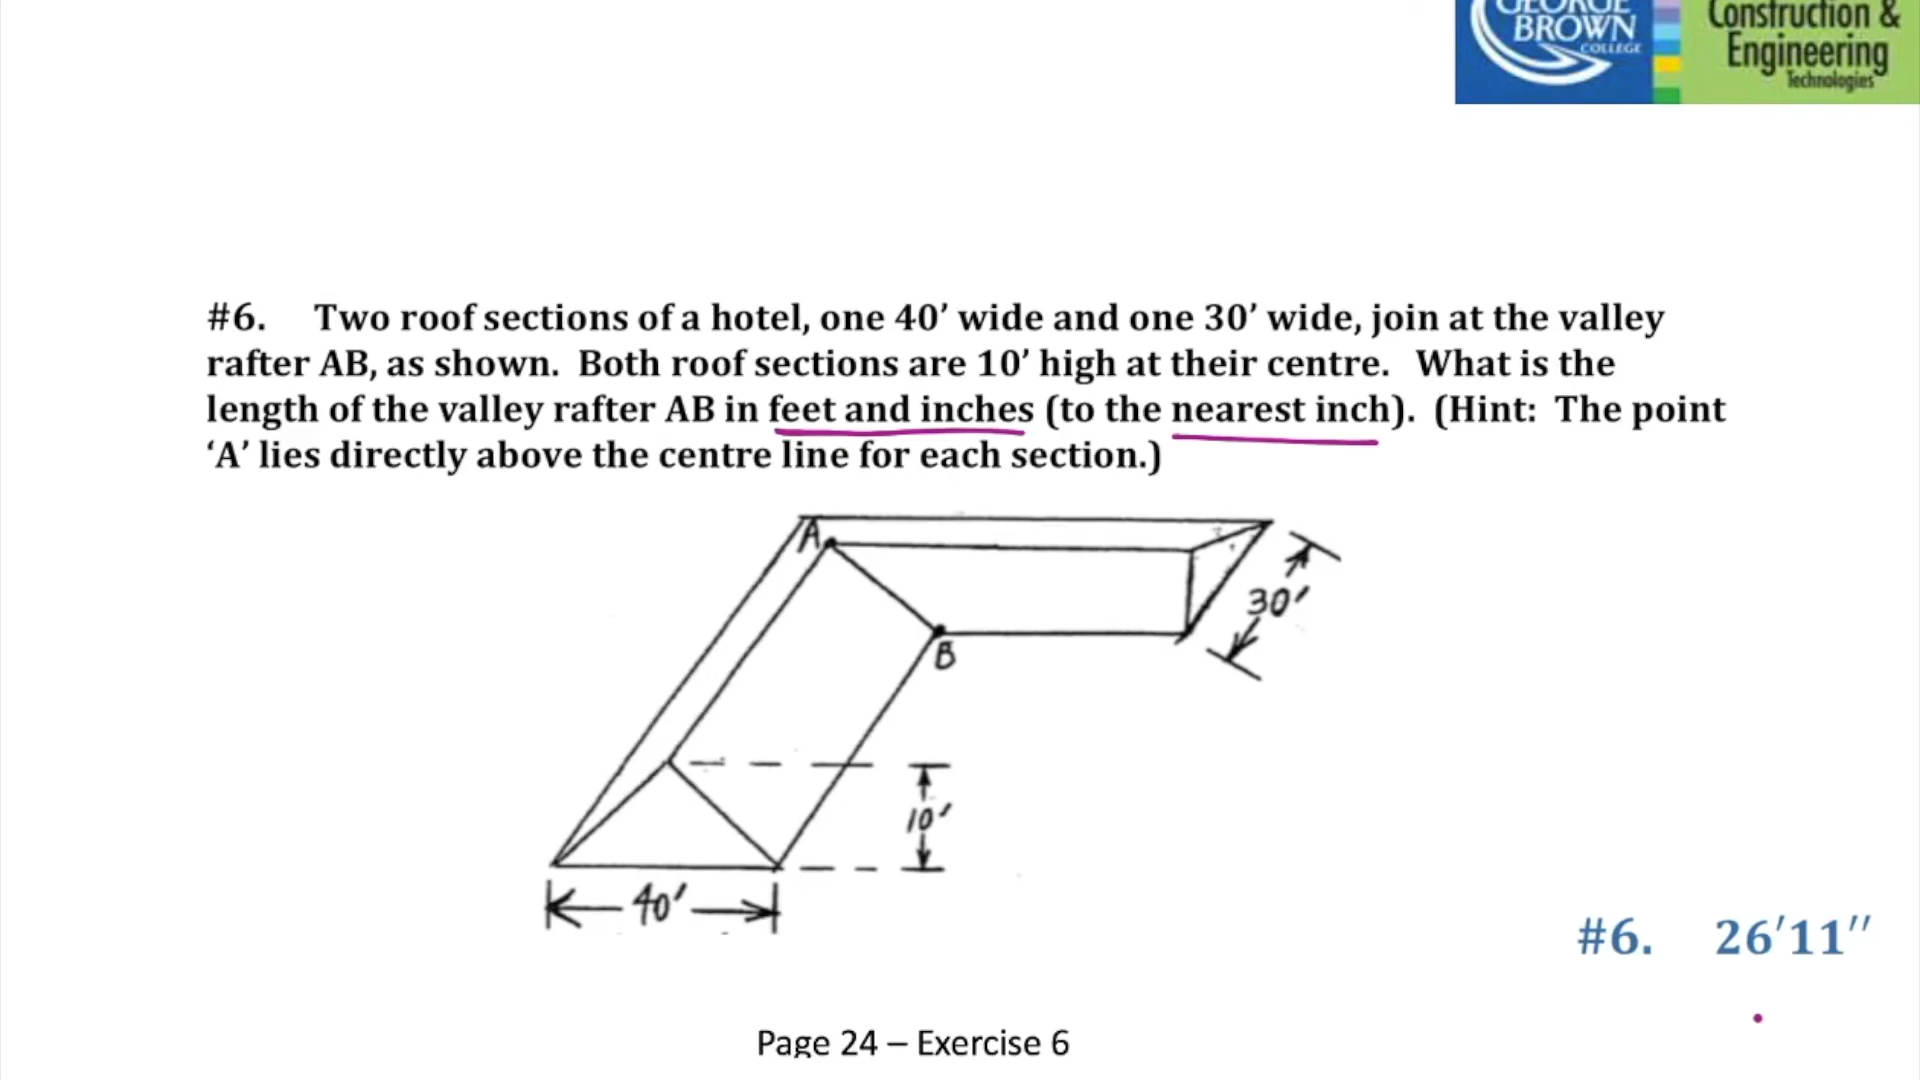 GEORGE
BROWN
COLLEGE
Construction &
Engineering
Technologies
#6. Two roof sections of a hotel, one 40’ wide and one 30’ wide, join at the valley
rafter AB, as shown. Both roof sections are 10’ high at their centre. What is the
length of the valley rafter AB in feet and inches (to the nearest inch). (Hint: The point
‘A’ lies directly above the centre line for each section.)
A
30'
B
10'
40'
#6. 26′11′′
Page 24 – Exercise 6